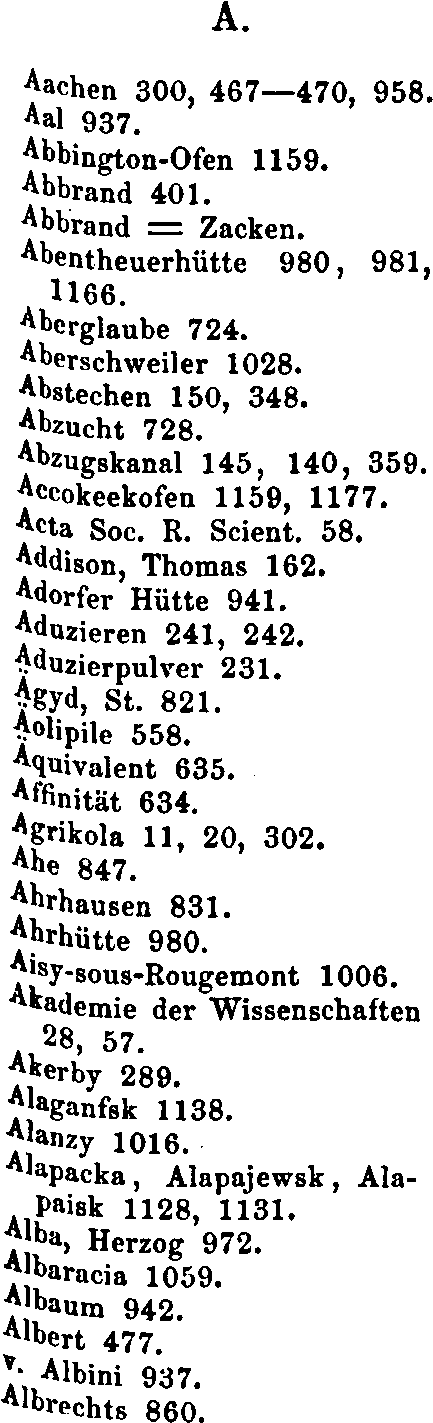 A.
Aachen 300, 467—470, 958.
Aal 937.
Abbington-Ofen 1159.
Abbrand 401.
Abbrand = Zacken.
Abentheuerhütte 980, 981,
1166.
Aberglaube 724.
Aberschweiler 1028.
Abstechen 150, 348.
Abzucht 728.
Abzugskanal 145, 140, 359.
Accokeekofen 1159, 1177.
Acta Soc. R. Scient. 58.
Addison, Thomas 162.
Adorfer Hütte 941.
Aduzieren 241, 242.
Aduzierpulver 231.
Ägyd, St. 821.
Äolipile 558.
Äquivalent 635.
Affinität 634.
Agrikola 11, 20, 302.
Ahe 847.
Ahrhausen 831.
Ahrhütte 980.
Aisy-sous-Rougemont 1006.
Akademie der Wissenschaften
28, 57.
Akerby 289.
Alaganfsk 1138.
Alanzy 1016.
Alapacka, Alapajewsk, Ala-
paisk 1128, 1131.
Alba, Herzog 972.
Albaracia 1059.
Albaum 942.
Albert 477.
v. Albini 937.
Albrechts 860.